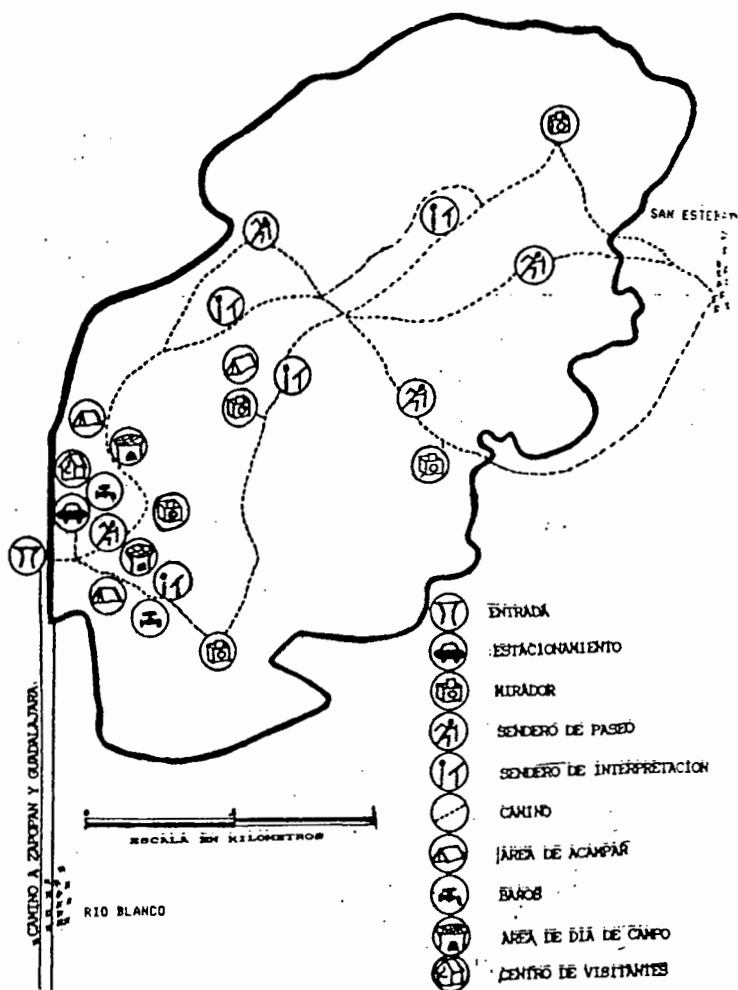 SAN ESTEBAN
ENTRADA
ESTACIONAMIENTO
MIRADOR
SENDERO DE PASEO
SENDERO DE INTERPRETACION
CAMINO
ÁREA DE ACAMPAR
BAÑOS
AREA DE DIA DE CAMPO
CENTRO DE VISITANTES
ESCALA EN KILOMETROS
CAMINO A ZAPOPAN Y GUADALAJARA
RIO BLANCO